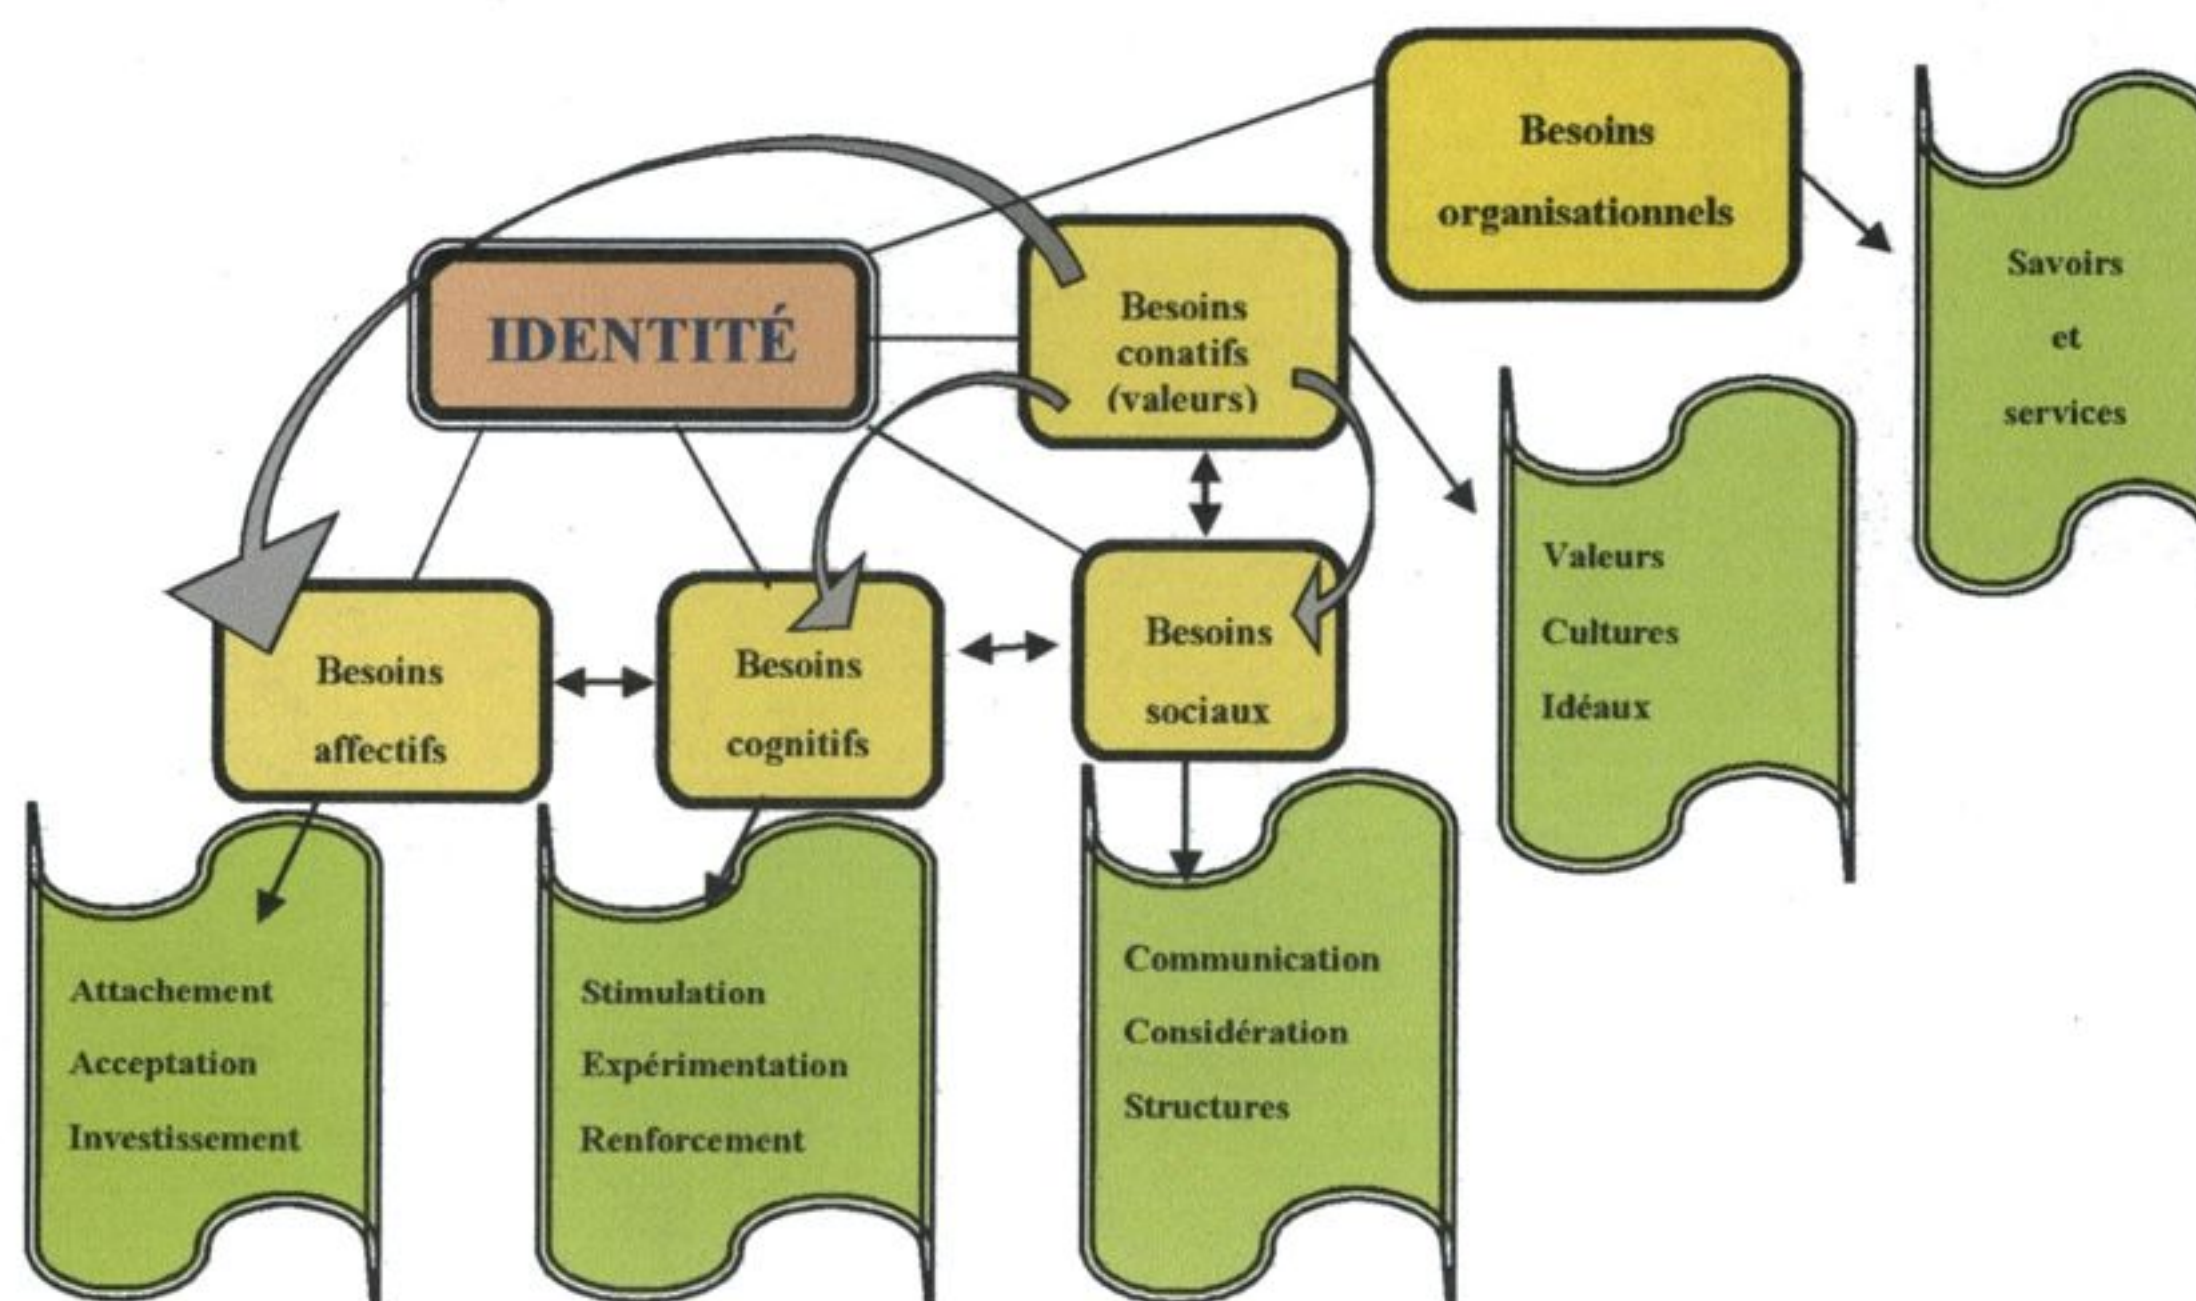 Besoins
organisationnels
Savoirs
et
services
IDENTITÉ
Besoins
conatifs
(valeurs)
Valeurs
Cultures
Idéaux
Besoins
affectifs
Besoins
cognitifs
Besoins
sociaux
Attachement
Acceptation
Investissement
Stimulation
Expérimentation
Renforcement
Communication
Considération
Structures